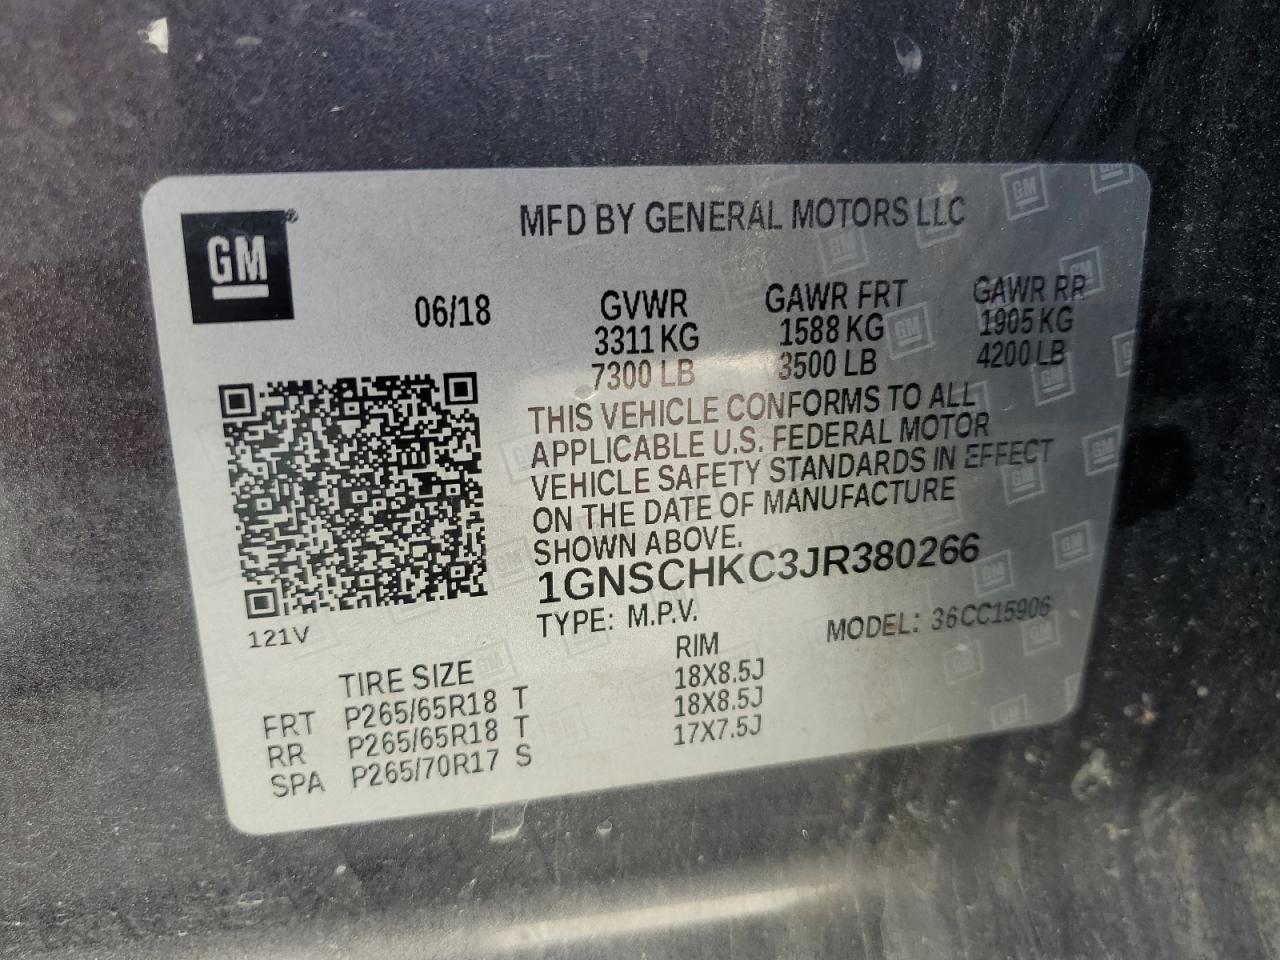 GM
MFD BY GENERAL MOTORS LLC
06/18
GVWR GAWR FRT GAWR RR
3311 KG 1588 KG 1905 KG
7300 LB 3500 LB 4200 LB
THIS VEHICLE CONFORMS TO ALL
APPLICABLE U.S. FEDERAL MOTOR
VEHICLE SAFETY STANDARDS IN EFFECT
ON THE DATE OF MANUFACTURE
SHOWN ABOVE.
1GNSCHKC3JR380266
TYPE: M.P.V. MODEL: 36CC15906
121V
TIRE SIZE RIM
FRT P265/65R18 T 18X8.5J
RR P265/65R18 T 18X8.5J
SPA P265/70R17 S 17X7.5J